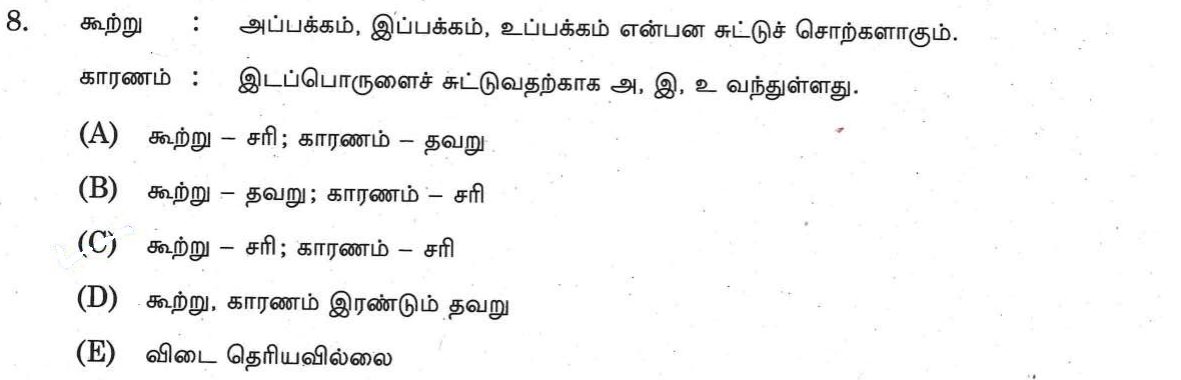 8. கூற்று : அப்பக்கம், இப்பக்கம், உப்பக்கம் என்பன சுட்டுச் சொற்களாகும்.
காரணம் : இடப்பொருளைச் சுட்டுவதற்காக அ, இ, உ வந்துள்ளது.
(A) கூற்று – சரி; காரணம் – தவறு
(B) கூற்று – தவறு; காரணம் – சரி
(C) கூற்று – சரி; காரணம் – சரி
(D) கூற்று, காரணம் இரண்டும் தவறு
(E) விடை தெரியவில்லை